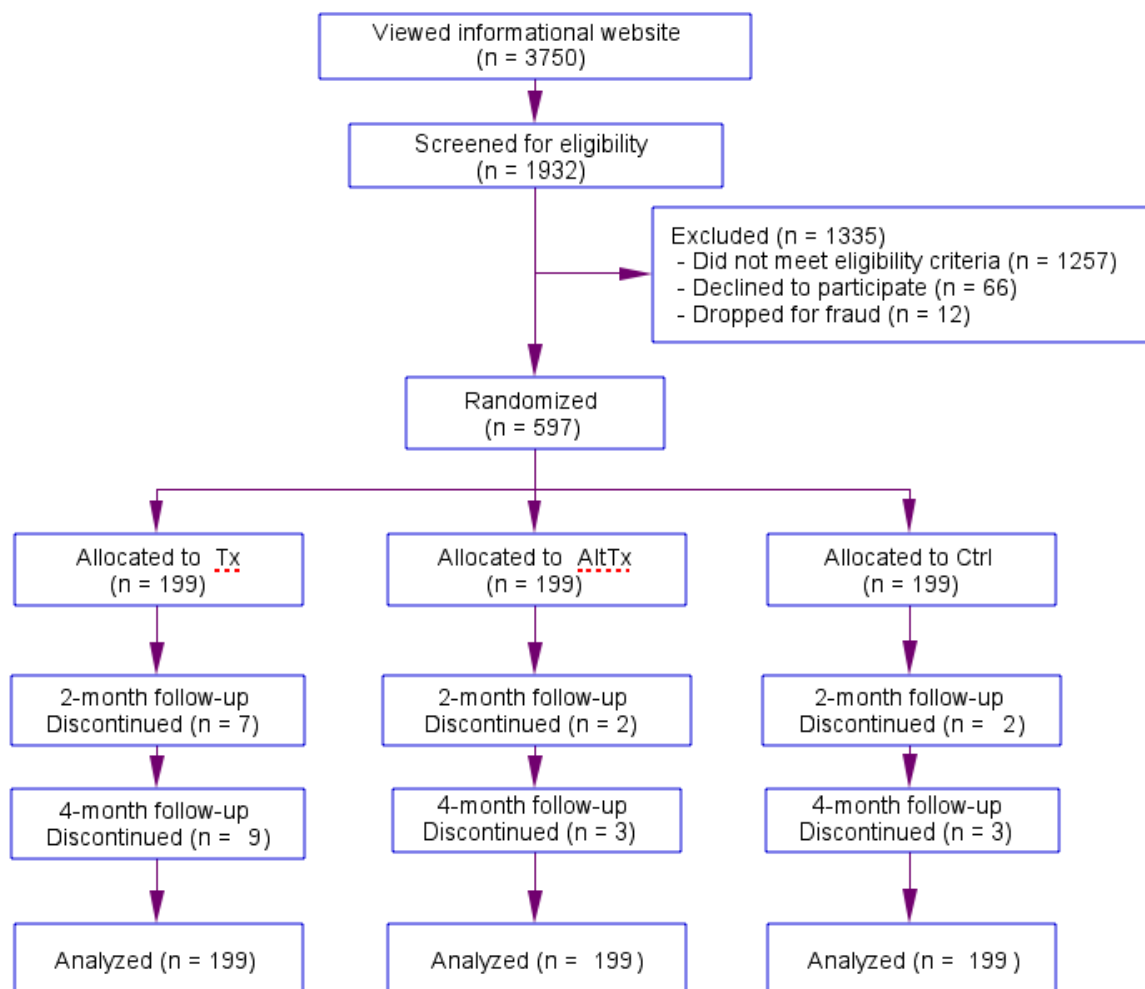 Viewed informational website
(n = 3750)
Screened for eligibility
(n = 1932)
Excluded (n = 1335)
- Did not meet eligibility criteria (n = 1257)
- Declined to participate (n = 66)
- Dropped for fraud (n = 12)
Randomized
(n = 597)
Allocated to Tx
(n = 199)
Allocated to AltTx
(n = 199)
Allocated to Ctrl
(n = 199)
2-month follow-up
Discontinued (n = 7)
2-month follow-up
Discontinued (n = 2)
2-month follow-up
Discontinued (n = 2)
4-month follow-up
Discontinued (n = 9)
4-month follow-up
Discontinued (n = 3)
4-month follow-up
Discontinued (n = 3)
Analyzed (n = 199)
Analyzed (n = 199)
Analyzed (n = 199)